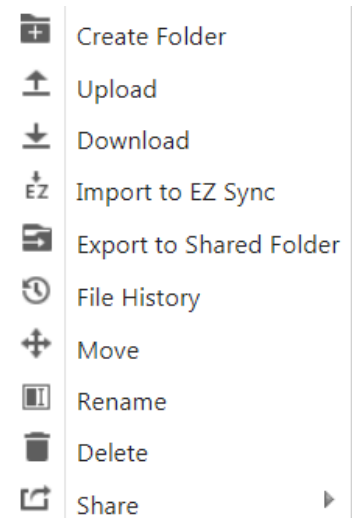 Create Folder
Upload
Download
EZ Import to EZ Sync
Export to Shared Folder
File History
Move
Rename
Delete
Share